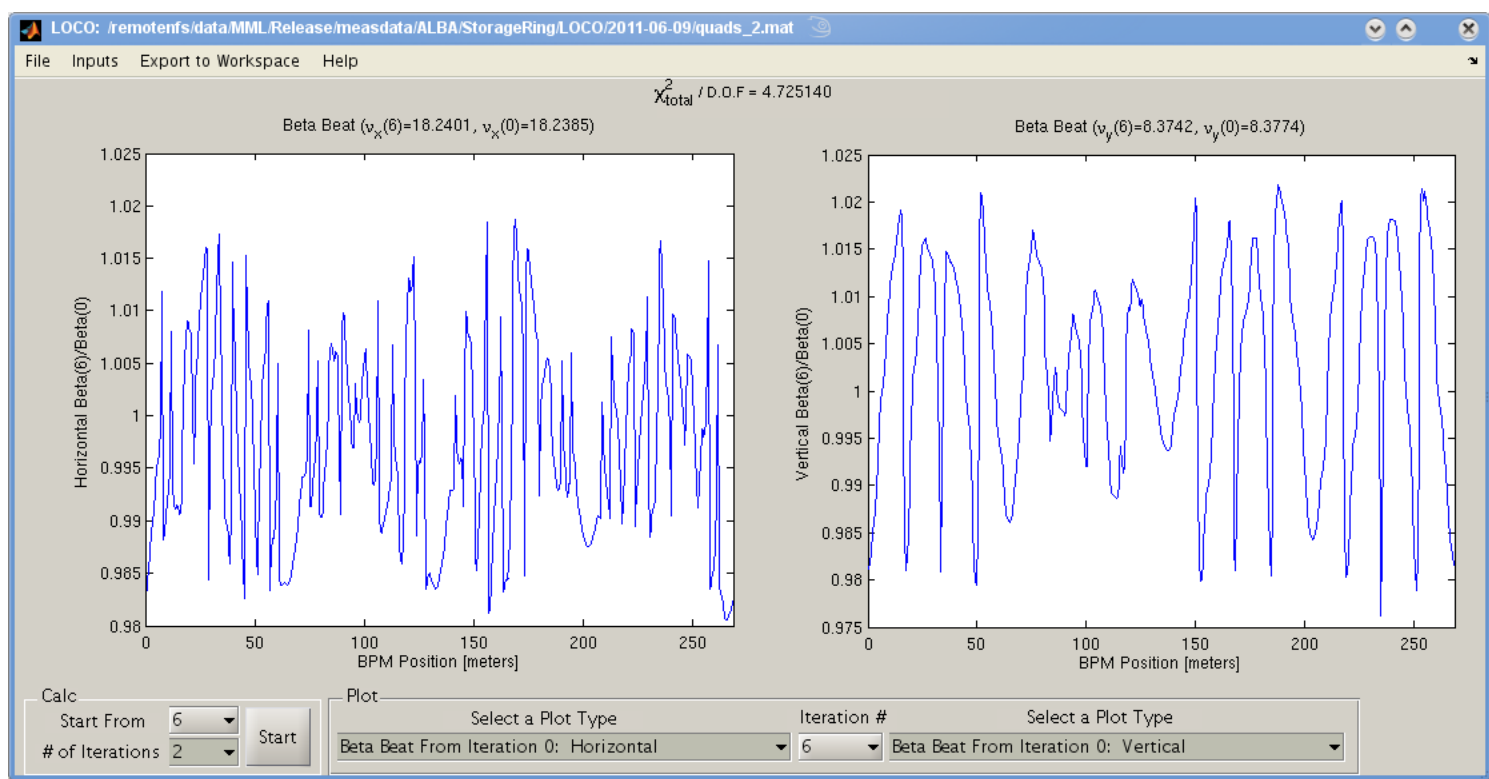 LOCO: /remotenfs/data/MML/Release/measdata/ALBA/StorageRing/LOCO/2011-06-09/quads_2.mat
File Inputs Export to Workspace Help
χ²total / D.O.F = 4.725140
Beta Beat (νx(6)=18.2401, νx(0)=18.2385)
1.025
1.02
1.015
1.01
1.005
1
0.995
0.99
0.985
0.98
Horizontal Beta(6)/Beta(0)
0 50 100 150 200 250
BPM Position [meters]
Beta Beat (νy(6)=8.3742, νy(0)=8.3774)
1.025
1.02
1.015
1.01
1.005
1
0.995
0.99
0.985
0.98
0.975
Vertical Beta(6)/Beta(0)
0 50 100 150 200 250
BPM Position [meters]
Calc
Start From 6
# of Iterations 2
Start
Plot
Select a Plot Type Iteration # Select a Plot Type
Beta Beat From Iteration 0: Horizontal 6 Beta Beat From Iteration 0: Vertical